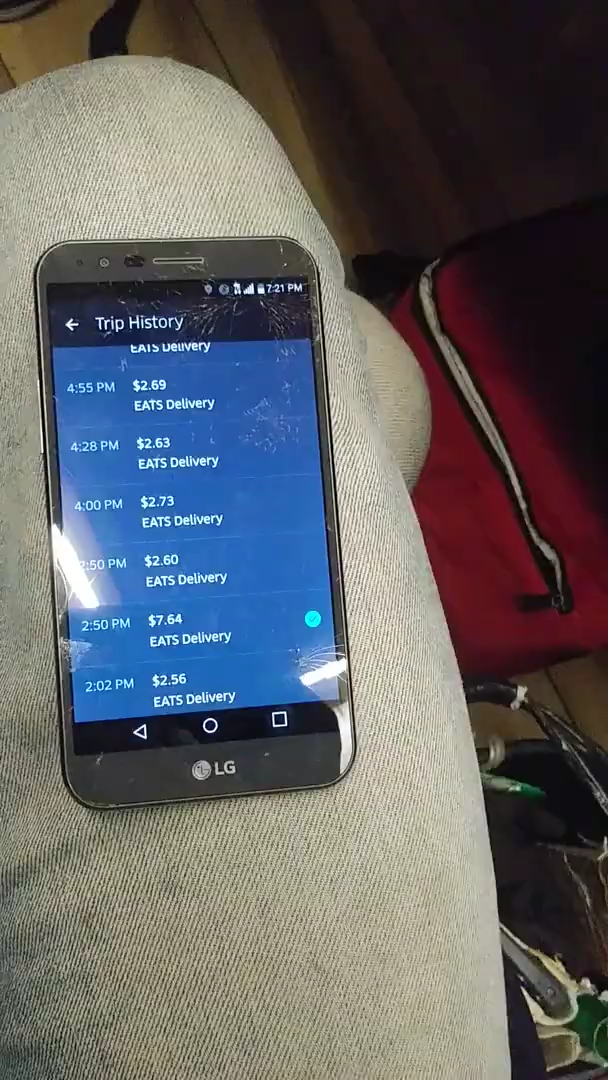 7:21 PM
← Trip History
EATS Delivery
4:55 PM $2.69
EATS Delivery
4:28 PM $2.63
EATS Delivery
4:00 PM $2.73
EATS Delivery
:50 PM $2.60
EATS Delivery
2:50 PM $7.64
EATS Delivery
2:02 PM $2.56
EATS Delivery
LG